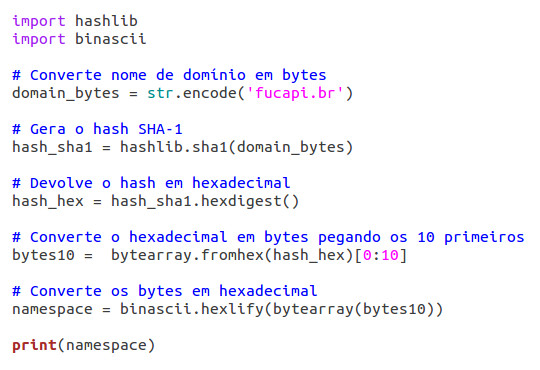 import hashlib
import binascii
# Converte nome de domínio em bytes
domain_bytes = str.encode('fucapi.br')
# Gera o hash SHA-1
hash_sha1 = hashlib.sha1(domain_bytes)
# Devolve o hash em hexadecimal
hash_hex = hash_sha1.hexdigest()
# Converte o hexadecimal em bytes pegando os 10 primeiros
bytes10 =  bytearray.fromhex(hash_hex)[0:10]
# Converte os bytes em hexadecimal
namespace = binascii.hexlify(bytearray(bytes10))
print(namespace)